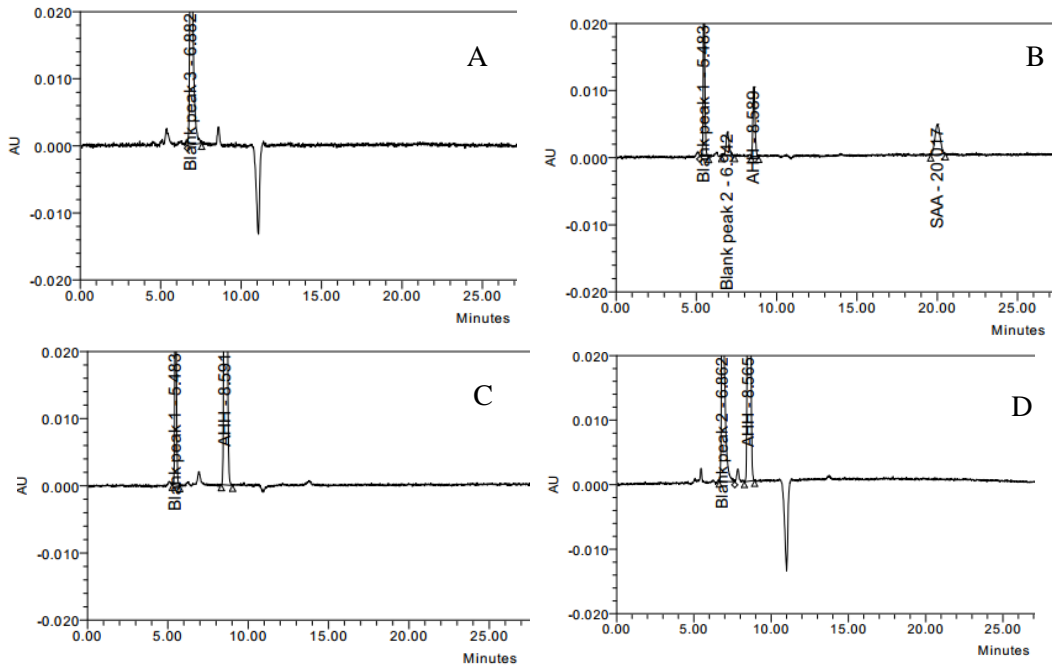 A
0.020
0.010
0.000
-0.010
-0.020
AU
Blank peak 3 - 6.882
0.00
5.00
10.00
15.00
20.00
25.00
Minutes
B
0.020
0.010
0.000
-0.010
-0.020
AU
Blank peak 1 - 5.483
Blank peak 2 - 6.942
AHH - 8.589
SAA - 20.017
0.00
5.00
10.00
15.00
20.00
25.00
Minutes
C
0.020
0.010
0.000
-0.010
-0.020
AU
Blank peak 1 - 5.483
AHH - 8.591
0.00
5.00
10.00
15.00
20.00
25.00
Minutes
D
0.020
0.010
0.000
-0.010
-0.020
AU
Blank peak 2 - 6.862
AHH - 8.565
0.00
5.00
10.00
15.00
20.00
25.00
Minutes